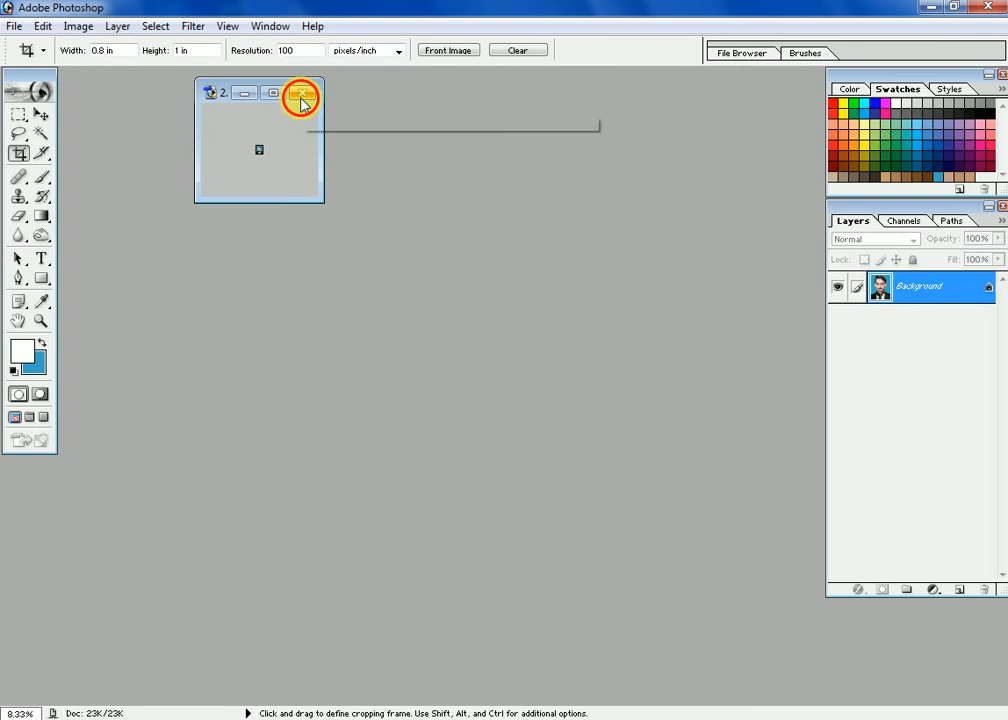 Adobe Photoshop
File Edit Image Layer Select Filter View Window Help
Width: 0.8 in Height: 1 in Resolution: 100 pixels/inch Front Image Clear File Browser Brushes
2.
Color Swatches Styles
Layers Channels Paths
Normal Opacity: 100%
Lock: Fill: 100%
Background
8.33% Doc: 23K/23K Click and drag to define cropping frame. Use Shift, Alt, and Ctrl for additional options.